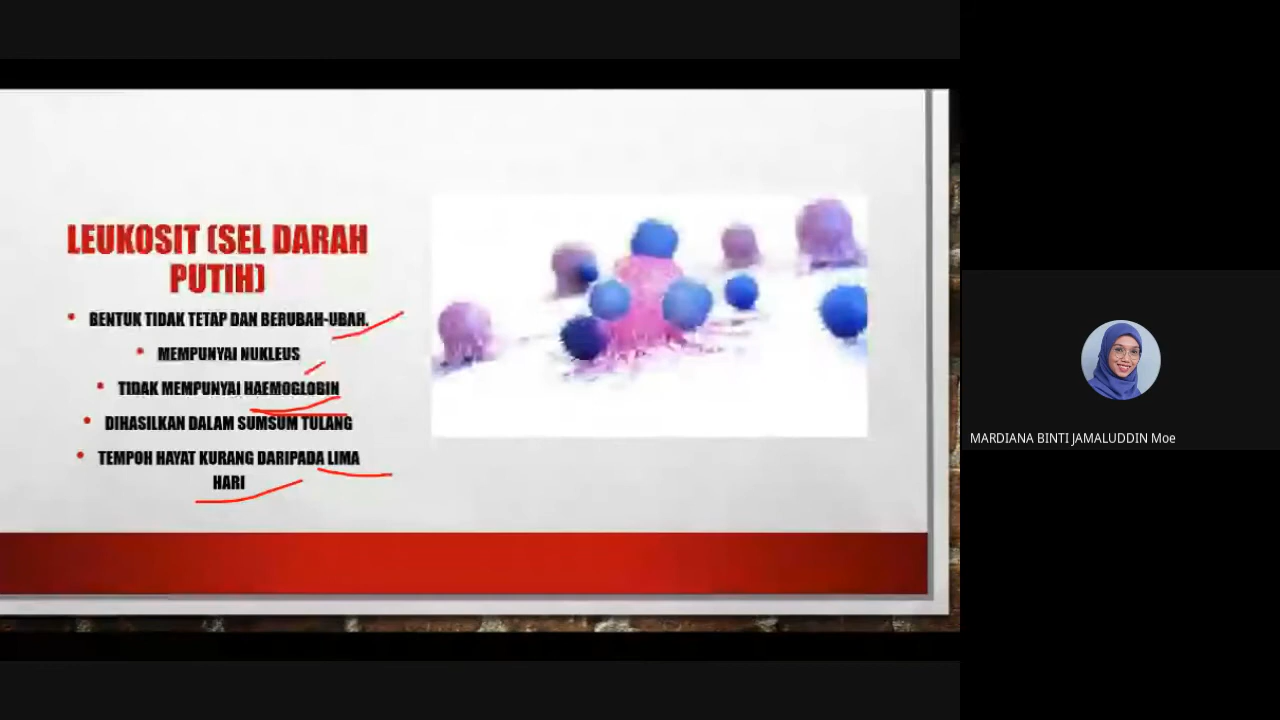 LEUKOSIT (SEL DARAH
PUTIH)
• BENTUK TIDAK TETAP DAN BERUBAH-UBAH.
• MEMPUNYAI NUKLEUS
• TIDAK MEMPUNYAI HAEMOGLOBIN
• DIHASILKAN DALAM SUMSUM TULANG
• TEMPOH HAYAT KURANG DARIPADA LIMA
HARI
MARDIANA BINTI JAMALUDDIN Moe